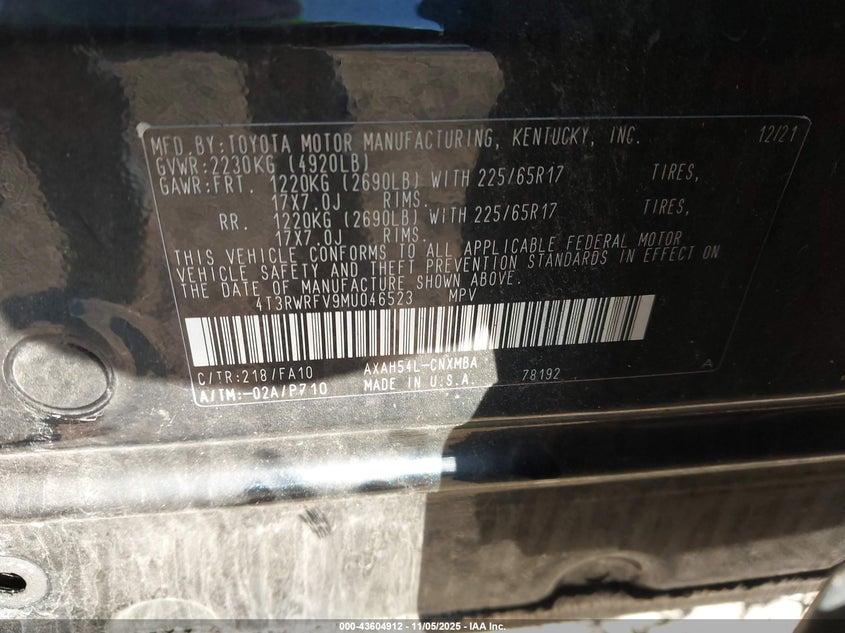 MFD.BY:TOYOTA MOTOR MANUFACTURING, KENTUCKY, INC. 12/21
GVWR:2230KG (4920LB)
GAWR:FRT. 1220KG (2690LB) WITH 225/65R17 TIRES,
17X7.0J RIMS.
RR. 1220KG (2690LB) WITH 225/65R17 TIRES,
17X7.0J RIMS.
THIS VEHICLE CONFORMS TO ALL APPLICABLE FEDERAL MOTOR
VEHICLE SAFETY AND THEFT PREVENTION STANDARDS IN EFFECT ON
THE DATE OF MANUFACTURE SHOWN ABOVE.
4T3RWRFV9MU046523 MPV
C/TR:218/FA10 AXAH54L-CNXMBA 78192 A
A/TM:-02A/P710 MADE IN U.S.A.
000-43604912 - 11/05/2025 - IAA Inc.